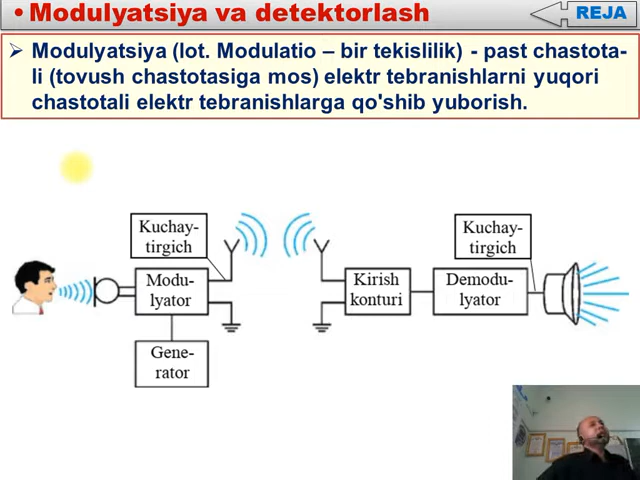 • Modulyatsiya va detektorlash
REJA
➢ Modulyatsiya (lot. Modulatio – bir tekislilik) - past chastota-
li (tovush chastotasiga mos) elektr tebranishlarni yuqori
chastotali elektr tebranishlarga qo'shib yuborish.
Kuchay-
tirgich
Modu-
lyator
Gene-
rator
Kirish
konturi
Demodu-
lyator
Kuchay-
tirgich